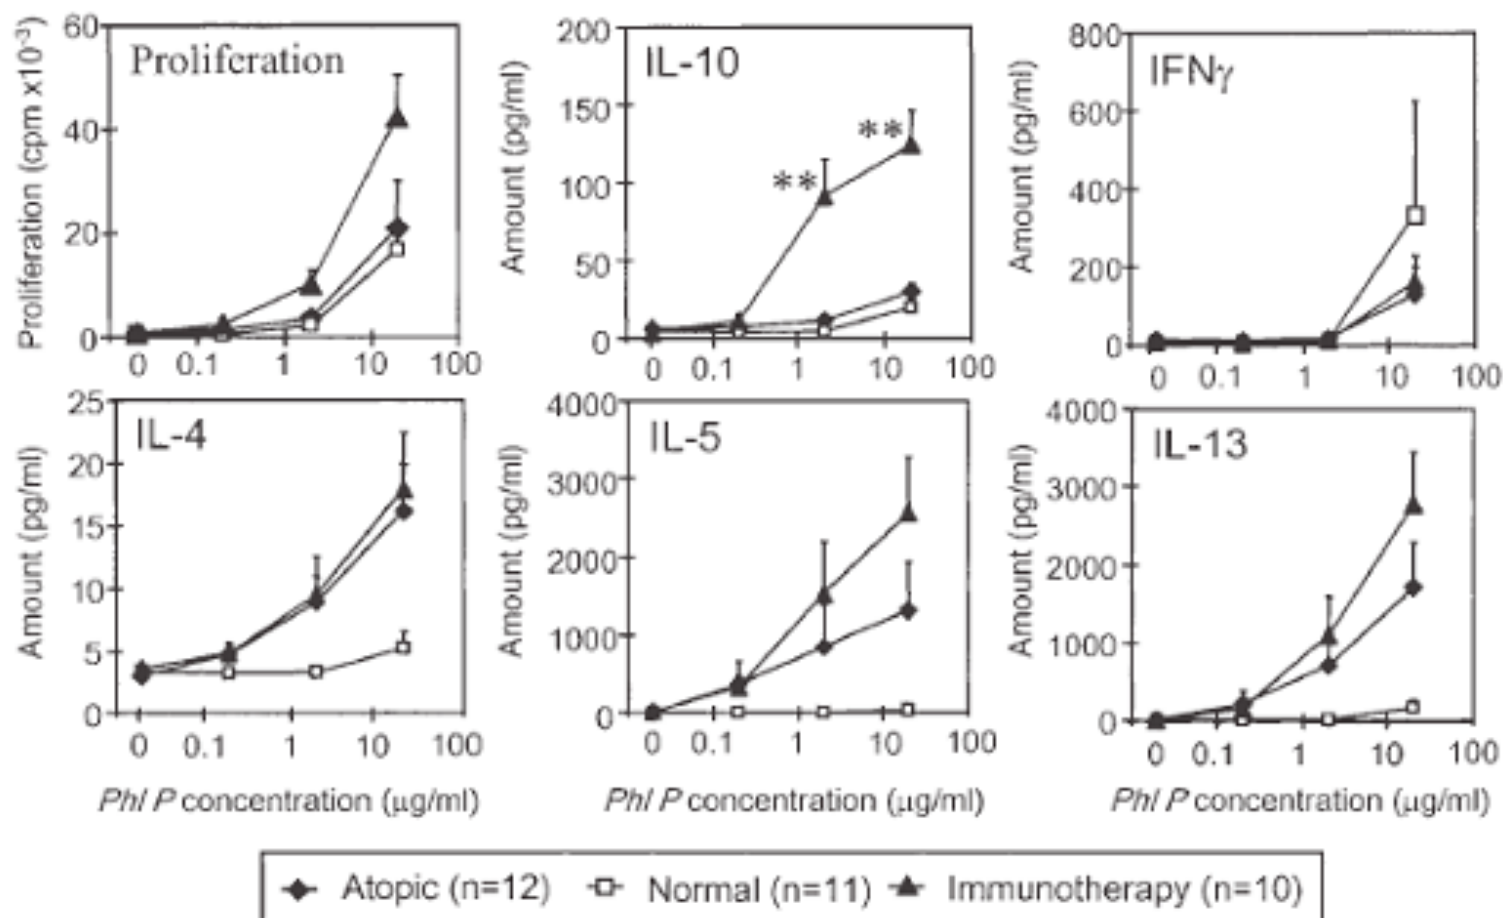 Proliferation
Proliferation (cpm x10⁻³)
60
40
20
0
0 0.1 1 10 100
IL-10
Amount (pg/ml)
200
150
100
50
0
**
**
0 0.1 1 10 100
IFNγ
Amount (pg/ml)
800
600
400
200
0
0 0.1 1 10 100
IL-4
Amount (pg/ml)
25
20
15
10
5
0
0 0.1 1 10 100
Phl P concentration (μg/ml)
IL-5
Amount (pg/ml)
4000
3000
2000
1000
0
0 0.1 1 10 100
Phl P concentration (μg/ml)
IL-13
Amount (pg/ml)
4000
3000
2000
1000
0
0 0.1 1 10 100
Phl P concentration (μg/ml)
Atopic (n=12) Normal (n=11) Immunotherapy (n=10)